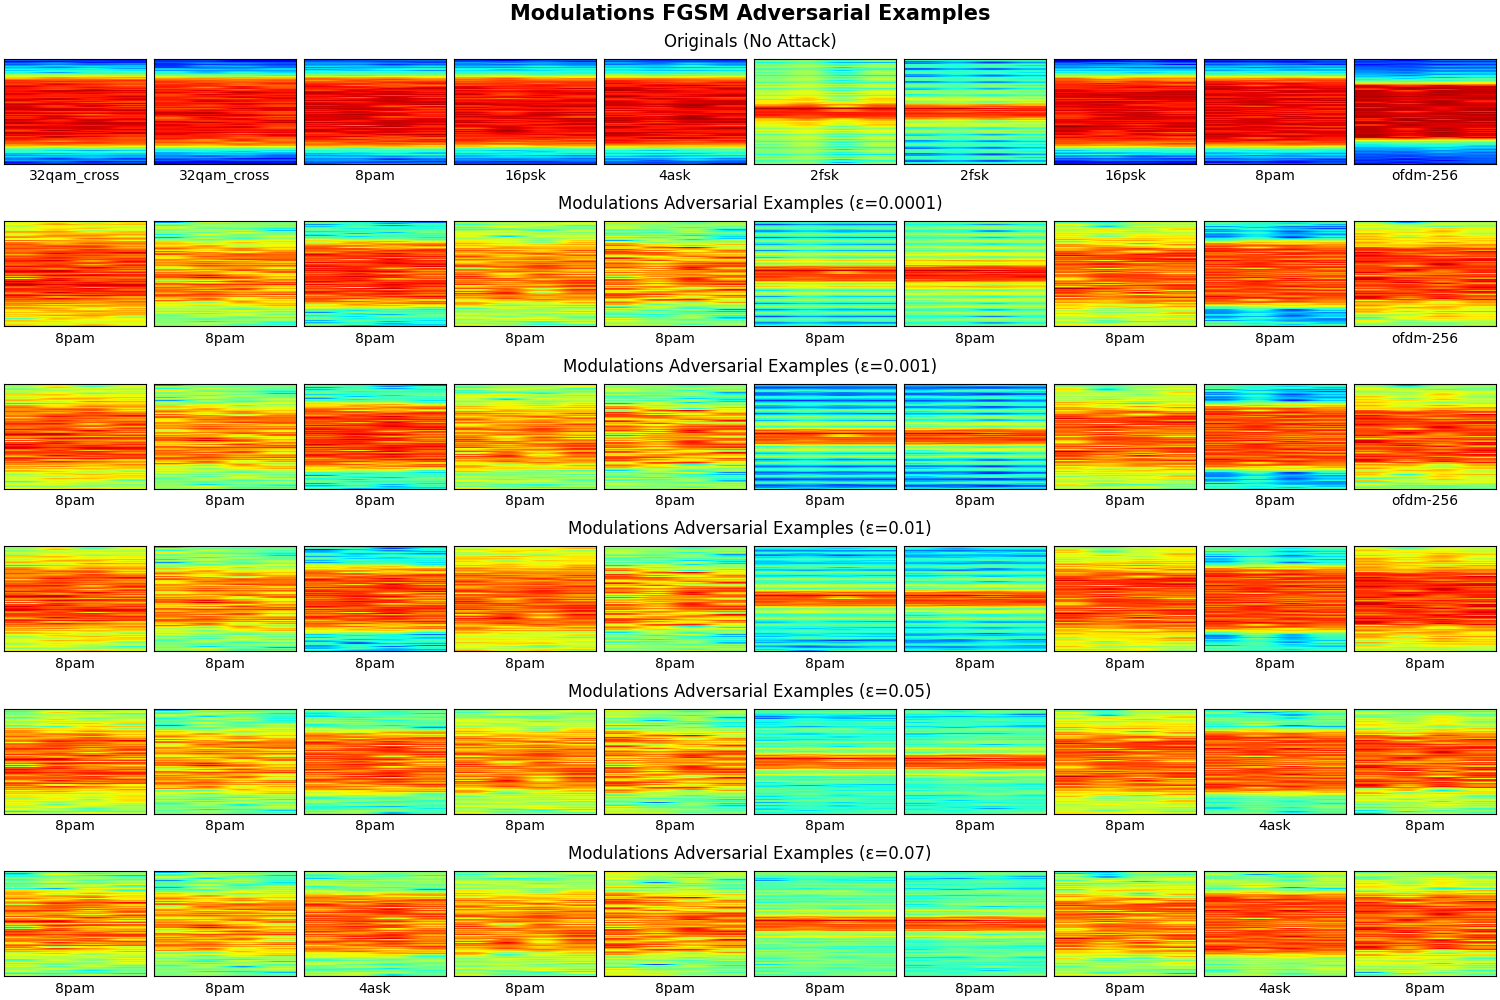 Modulations FGSM Adversarial Examples
Originals (No Attack)
32qam_cross 32qam_cross 8pam 16psk 4ask 2fsk 2fsk 16psk 8pam ofdm-256
Modulations Adversarial Examples (ε=0.0001)
8pam 8pam 8pam 8pam 8pam 8pam 8pam 8pam 8pam ofdm-256
Modulations Adversarial Examples (ε=0.001)
8pam 8pam 8pam 8pam 8pam 8pam 8pam 8pam 8pam ofdm-256
Modulations Adversarial Examples (ε=0.01)
8pam 8pam 8pam 8pam 8pam 8pam 8pam 8pam 8pam 8pam
Modulations Adversarial Examples (ε=0.05)
8pam 8pam 8pam 8pam 8pam 8pam 8pam 8pam 4ask 8pam
Modulations Adversarial Examples (ε=0.07)
8pam 8pam 4ask 8pam 8pam 8pam 8pam 8pam 4ask 8pam